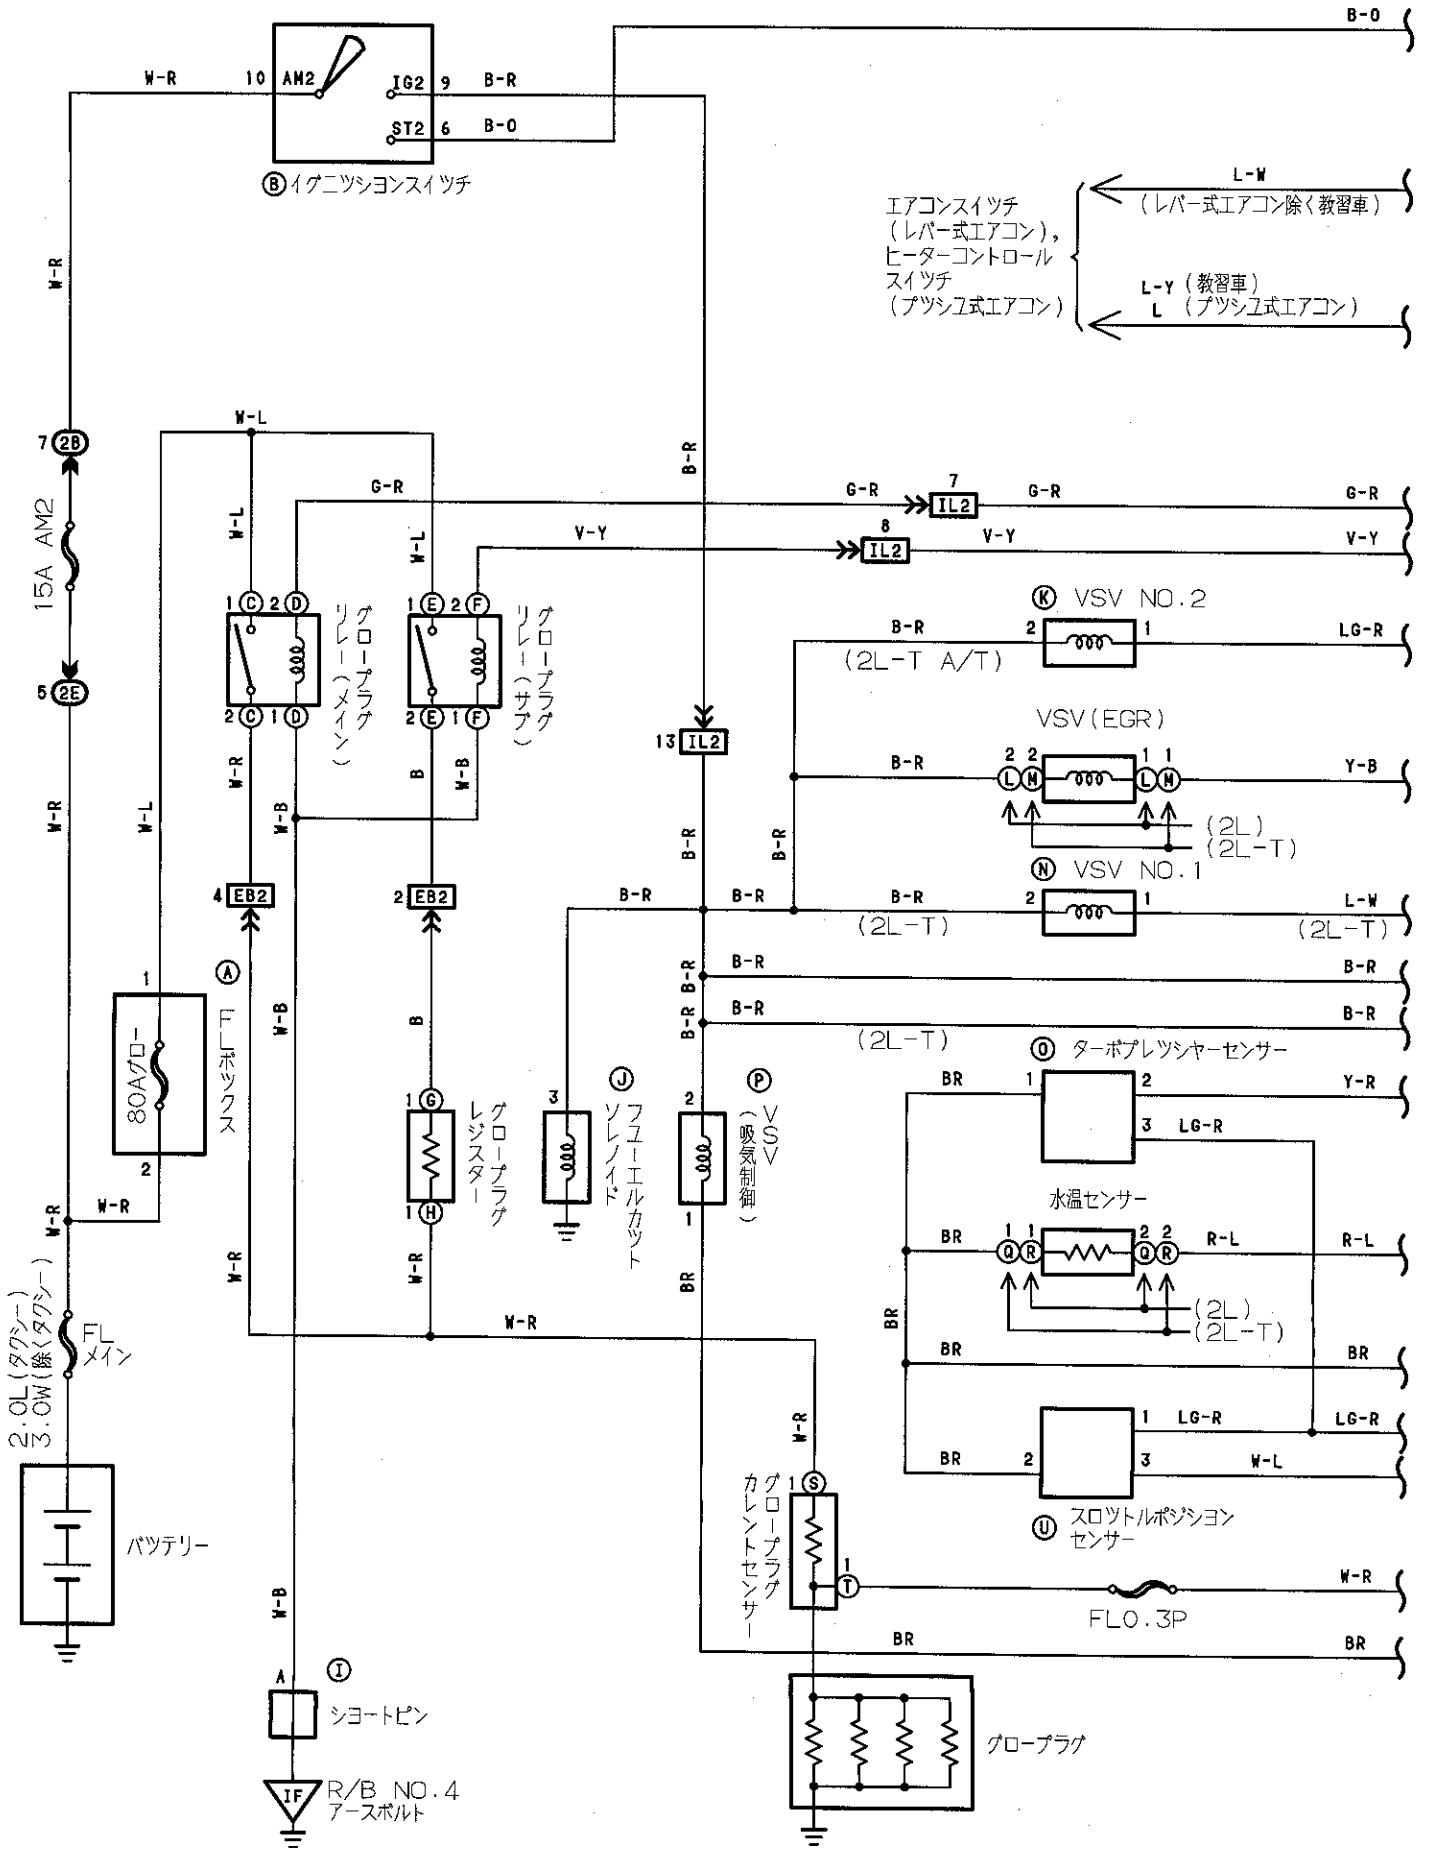 B-O
W-R
10
AM2
IG2
9
B-R
ST2
6
B-O
B
イグニツシヨンスイツチ
エアコンスイツチ
(レバー式エアコン),
ヒーターコントロール
スイツチ
(プツシユ式エアコン)
L-W
(レバー式エアコン除く教習車)
L-Y (教習車)
L (プツシユ式エアコン)
W-R
7
2B
15A AM2
5
2E
W-R
W-L
W-L
W-L
B-R
G-R
G-R
7
IL2
G-R
G-R
V-Y
8
IL2
V-Y
V-Y
1 C 2 D
2 C 1 D
グロープラグ
リレー(メイン)
1 E 2 F
2 E 1 F
グロープラグ
リレー(サブ)
K VSV NO.2
B-R
2
1
LG-R
(2L-T A/T)
13 IL2
VSV(EGR)
B-R
2 2
L M
1 1
L M
Y-B
(2L)
(2L-T)
W-R
W-B
B
W-B
W-L
B-R
B-R
N VSV NO.1
4 EB2
2 EB2
B-R
B-R
B-R
2
1
L-W
(2L-T)
(2L-T)
B-R
B-R
B-R
B-R
B-R
B-R
(2L-T)
A
FLボツクス
1
80Aグロー
2
W-B
B
1 G
グロープラグ
レジスター
1 H
J
3
フユーエルカツト
ソレノイド
P
2
VSV
(吸気制御)
1
O ターボプレツシヤーセンサー
BR
1
2
Y-R
3
LG-R
水温センサー
BR
1 1
Q R
2 2
Q R
R-L
R-L
(2L)
(2L-T)
W-R
W-R
W-R
W-R
W-R
BR
BR
W-R
2.0L(タクシー)
3.0W(除くタクシー)
FL
メイン
BR
BR
W-R
1
LG-R
LG-R
BR
2
3
W-L
U スロツトルポジシヨン
センサー
1 S
グロープラグ
カレントセンサー
1
T
FL0.3P
W-R
バツテリー
W-B
BR
BR
A
I
シヨートピン
グロープラグ
IF
R/B NO.4
アースボルト